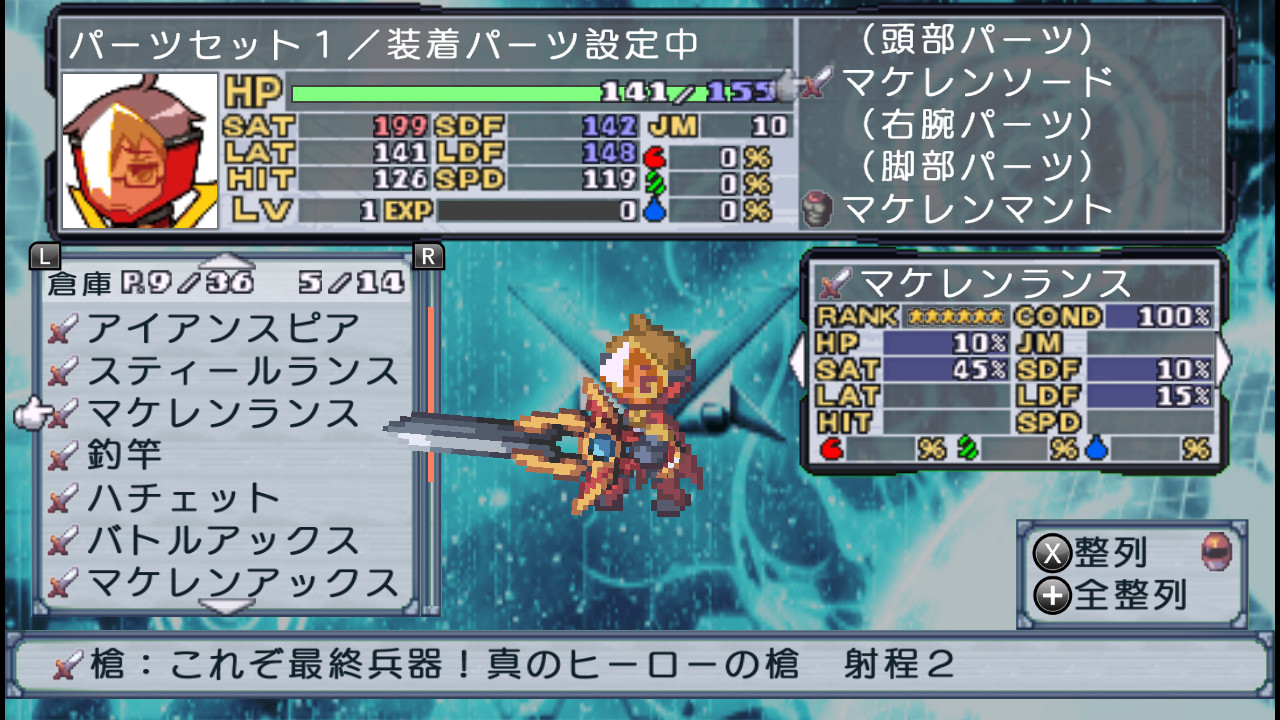 パーツセット1/装着パーツ設定中
HP 141/155
SAT 199 SDF 142 JM 10
LAT 141 LDF 148 0%
HIT 126 SPD 119 0%
LV 1 EXP 0 0%
(頭部パーツ)
マケレンソード
(右腕パーツ)
(脚部パーツ)
マケレンマント
L R
倉庫 P.9/36 5/14
アイアンスピア
スティールランス
マケレンランス
釣竿
ハチェット
バトルアックス
マケレンアックス
マケレンランス
RANK ★★★★★★ COND 100%
HP 10% JM
SAT 45% SDF 10%
LAT LDF 15%
HIT SPD
% % %
X 整列
+ 全整列
槍:これぞ最終兵器!真のヒーローの槍 射程2